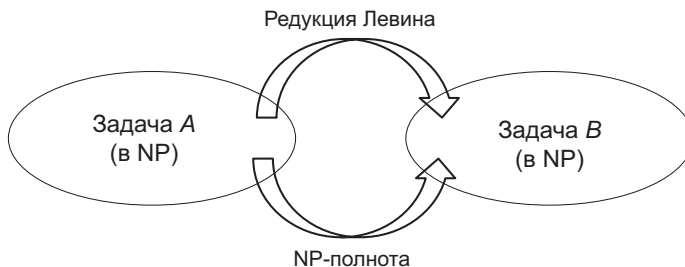 Редукция Левина
Задача A
(в NP)
Задача B
(в NP)
NP-полнота